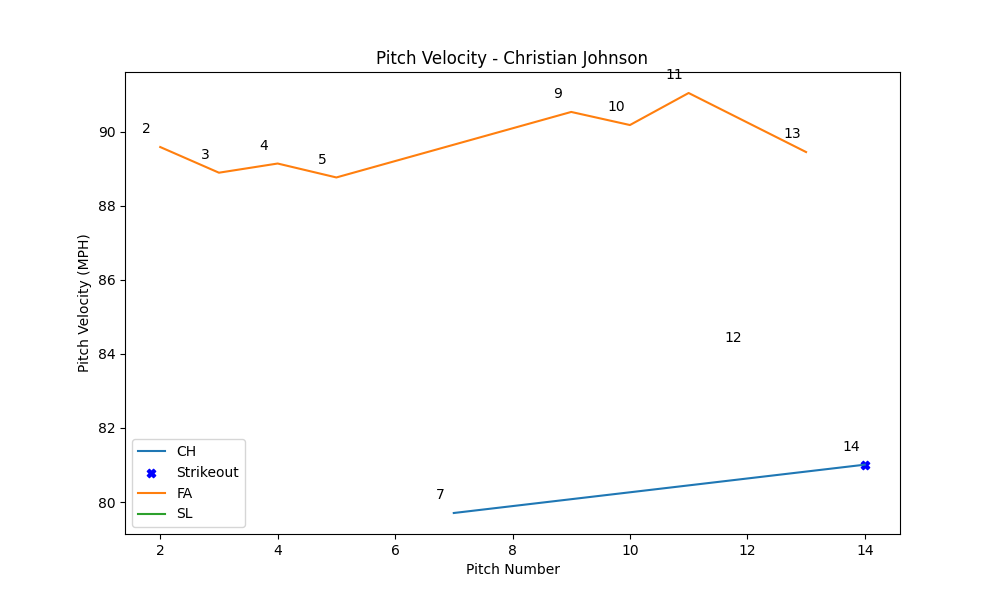 Pitch Velocity - Christian Johnson
11
9
10
2
13
4
3
5
12
14
7
90
88
86
84
82
80
Pitch Velocity (MPH)
CH
Strikeout
FA
SL
2 4 6 8 10 12 14
Pitch Number